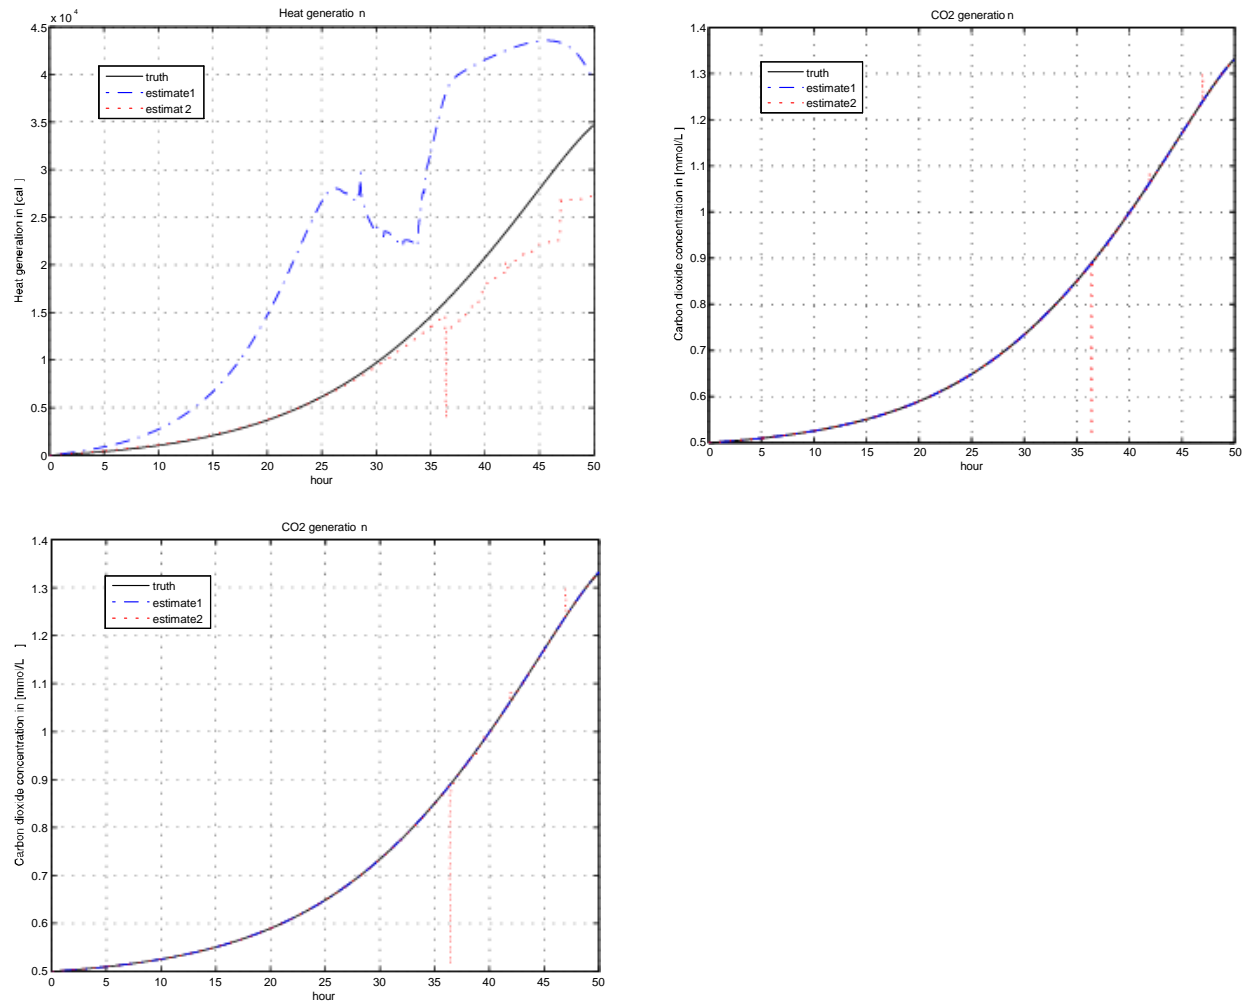 Heat generatio n
x 10 4
4.5
4
3.5
3
2.5
2
1.5
1
0.5
0
Heat generation in [cal ]
truth
estimate1
estimat 2
0 5 10 15 20 25 30 35 40 45 50
hour
CO2 generatio n
1.4
1.3
1.2
1.1
1
0.9
0.8
0.7
0.6
0.5
Carbon dioxide concentration in [mmol/L ]
truth
estimate1
estimate2
0 5 10 15 20 25 30 35 40 45 50
hour
CO2 generatio n
1.4
1.3
1.2
1.1
1
0.9
0.8
0.7
0.6
0.5
Carbon dioxide concentration in [mmol/L ]
truth
estimate1
estimate2
0 5 10 15 20 25 30 35 40 45 50
hour